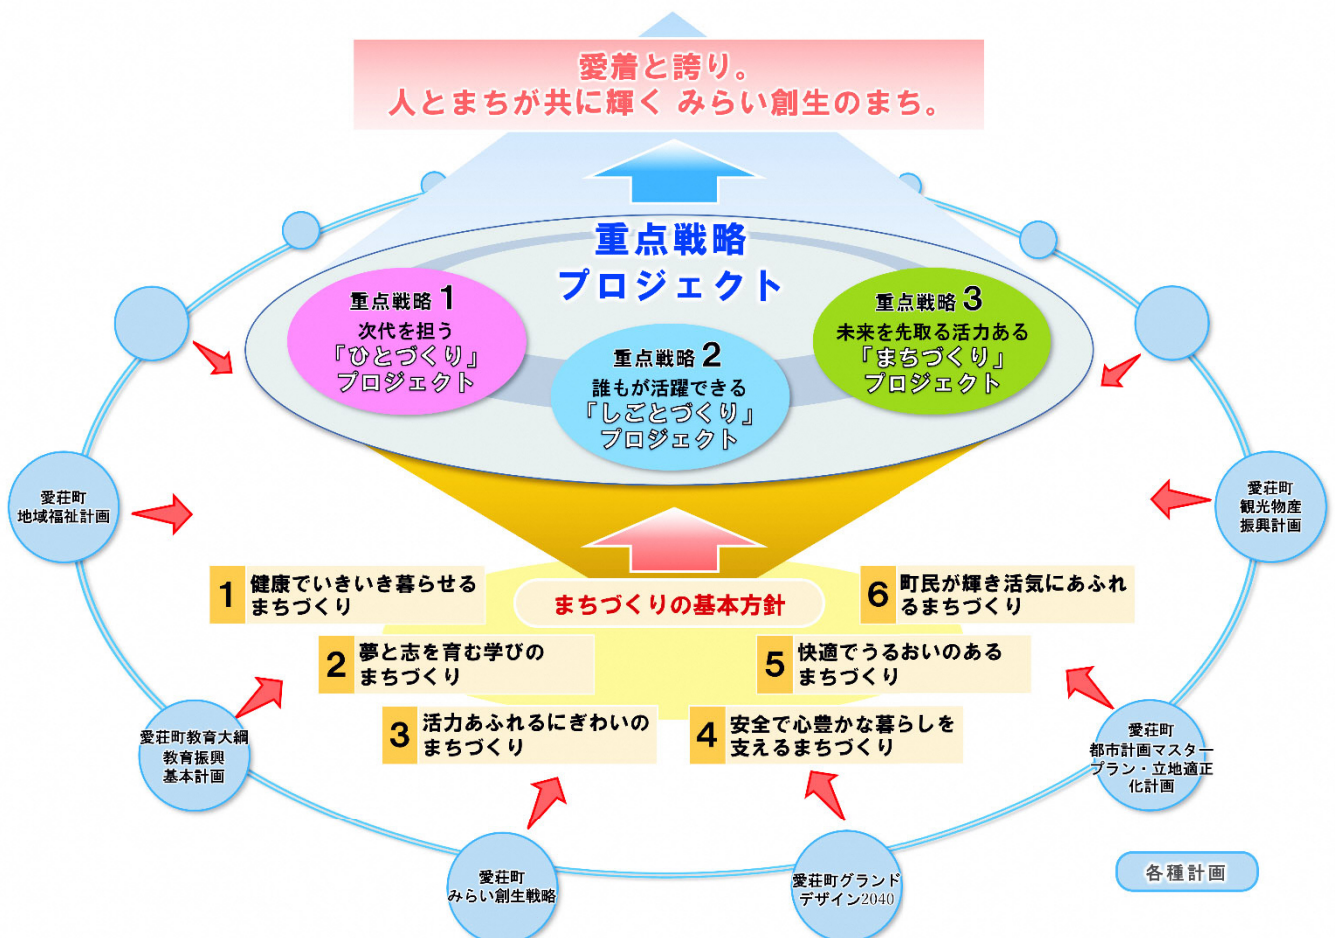 愛着と誇り。
人とまちが共に輝く みらい創生のまち。
重点戦略
プロジェクト
重点戦略 1
次代を担う
「ひとづくり」
プロジェクト
重点戦略 2
誰もが活躍できる
「しごとづくり」
プロジェクト
重点戦略 3
未来を先取る活力ある
「まちづくり」
プロジェクト
愛荘町
地域福祉計画
愛荘町
観光物産
振興計画
まちづくりの基本方針
1 健康でいきいき暮らせる
まちづくり
2 夢と志を育む学びの
まちづくり
3 活力あふれるにぎわいの
まちづくり
4 安全で心豊かな暮らしを
支えるまちづくり
5 快適でうるおいのある
まちづくり
6 町民が輝き活気にあふれ
るまちづくり
愛荘町教育大綱
教育振興
基本計画
愛荘町
みらい創生戦略
愛荘町グランド
デザイン2040
愛荘町
都市計画マスター
プラン・立地適正
化計画
各種計画